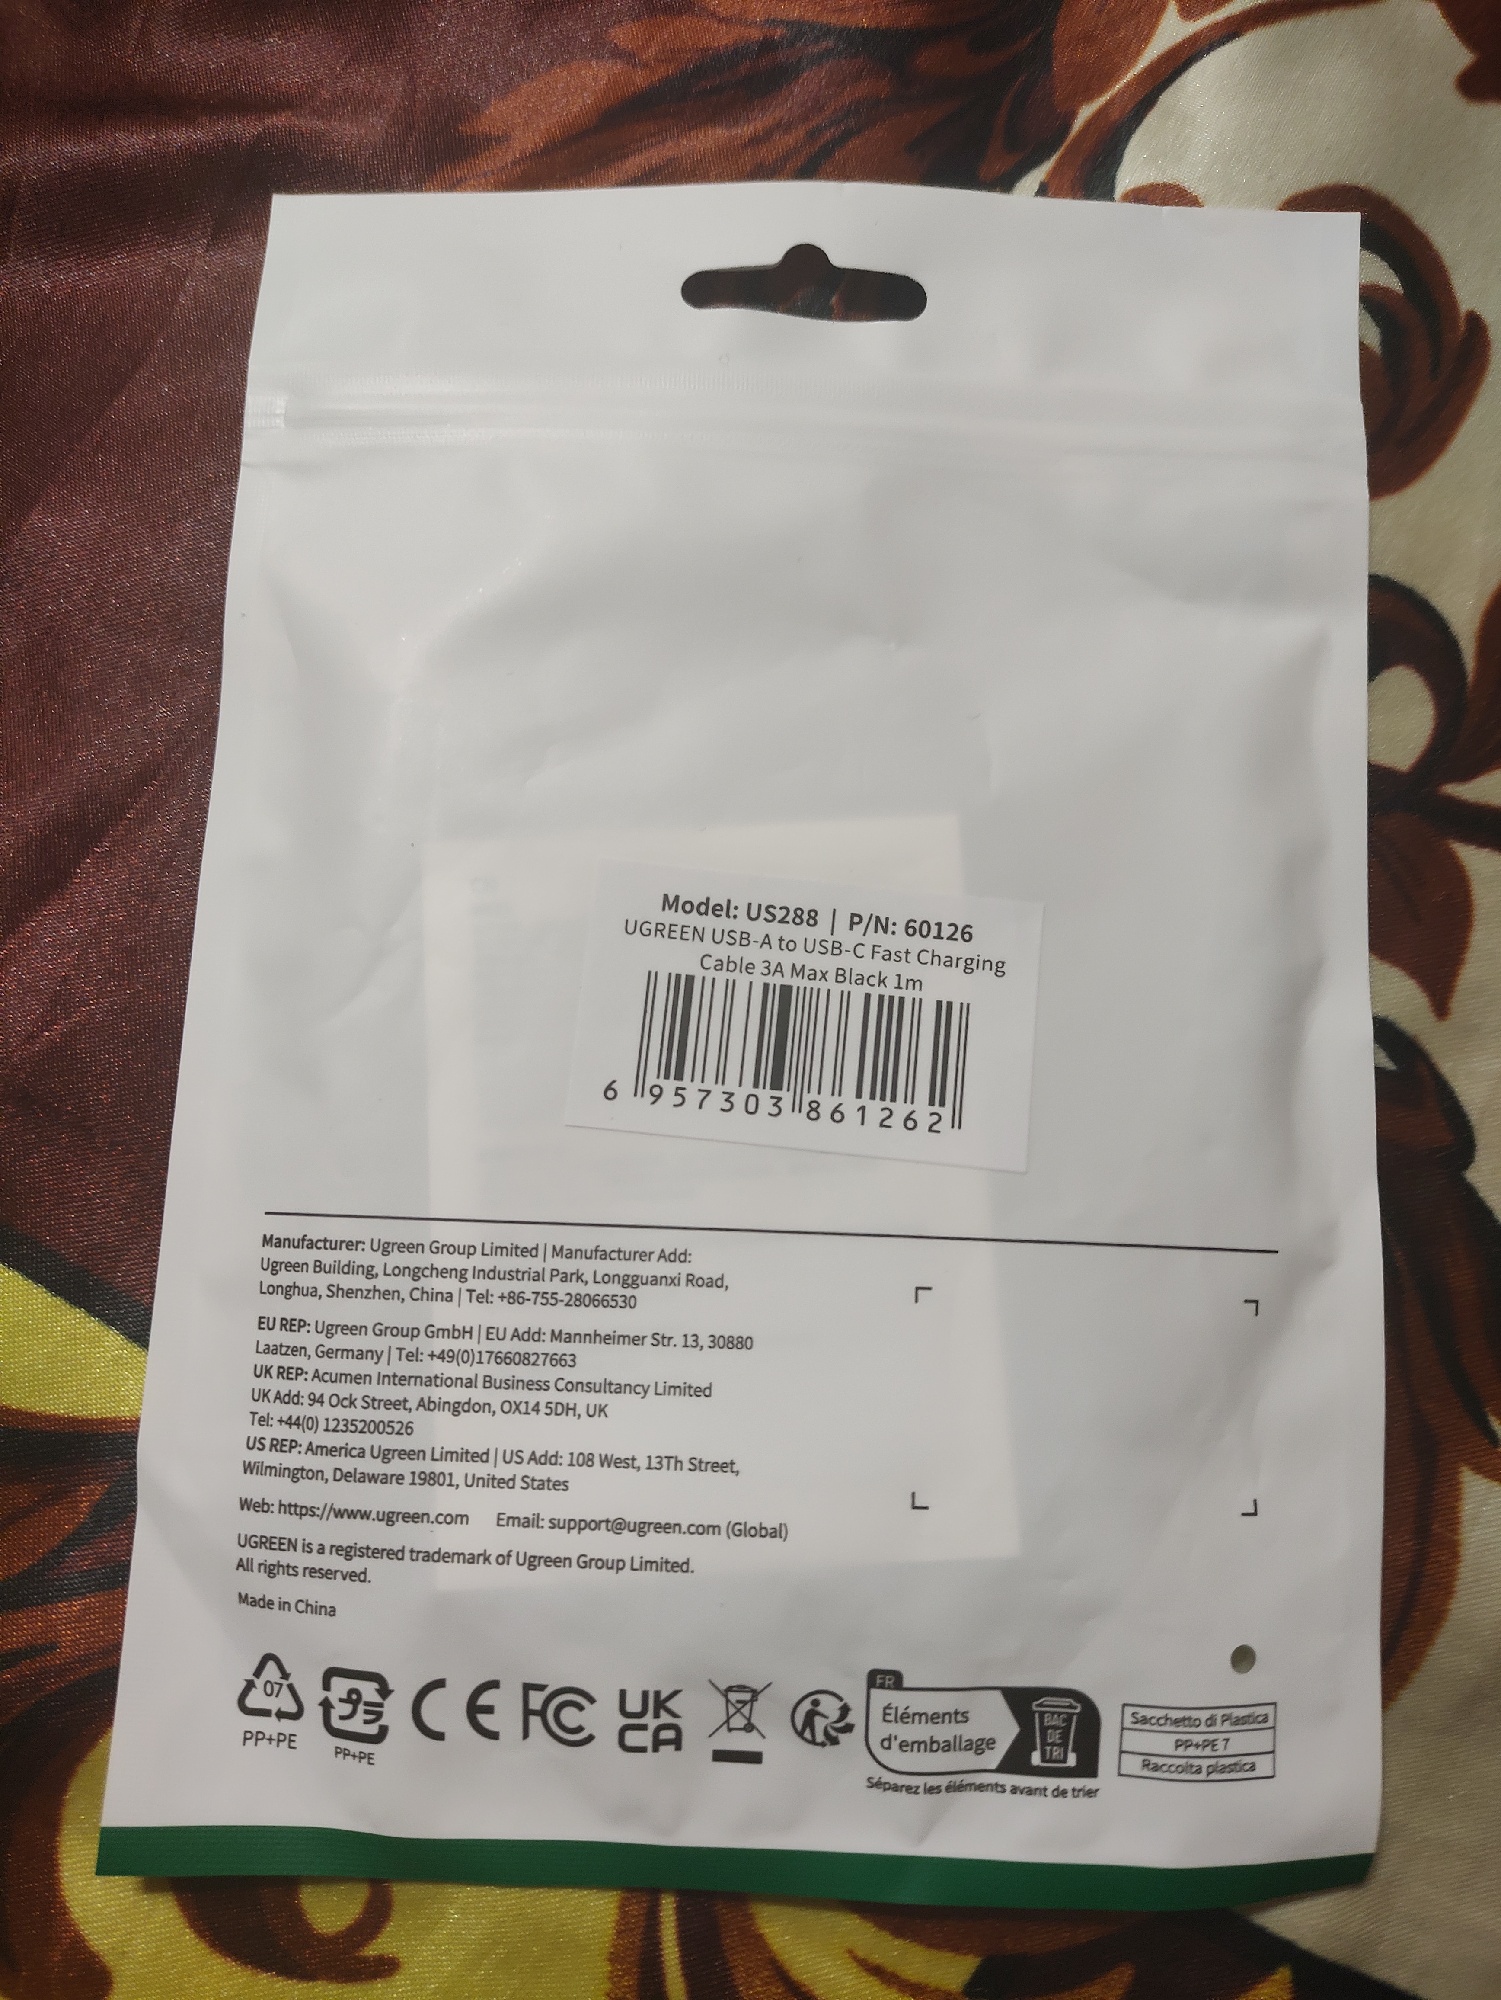 Model: US288 | P/N: 60126
UGREEN USB-A to USB-C Fast Charging
Cable 3A Max Black 1m
6 957303 861262
Manufacturer: Ugreen Group Limited | Manufacturer Add:
Ugreen Building, Longcheng Industrial Park, Longguanxi Road,
Longhua, Shenzhen, China | Tel: +86-755-28066530
EU REP: Ugreen Group GmbH | EU Add: Mannheimer Str. 13, 30880
Laatzen, Germany | Tel: +49(0)17660827663
UK REP: Acumen International Business Consultancy Limited
UK Add: 94 Ock Street, Abingdon, OX14 5DH, UK
Tel: +44(0) 1235200526
US REP: America Ugreen Limited | US Add: 108 West, 13Th Street,
Wilmington, Delaware 19801, United States
Web: https://www.ugreen.com Email: support@ugreen.com (Global)
UGREEN is a registered trademark of Ugreen Group Limited.
All rights reserved.
Made in China
07
PP+PE
プラ
PP+PE
CE
FC
UK
CA
FR
Éléments
d'emballage
BAC
DE
TRI
Séparez les éléments avant de trier
Sacchetto di Plastica
PP+PE 7
Raccolta plastica